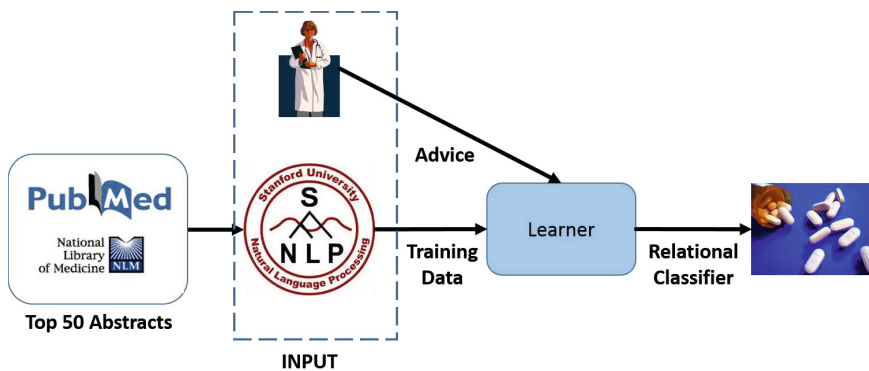 PubMed
National
Library
of Medicine
NLM
Top 50 Abstracts
Stanford University
S
NLP
Natural Language Processing
INPUT
Advice
Training
Data
Learner
Relational
Classifier